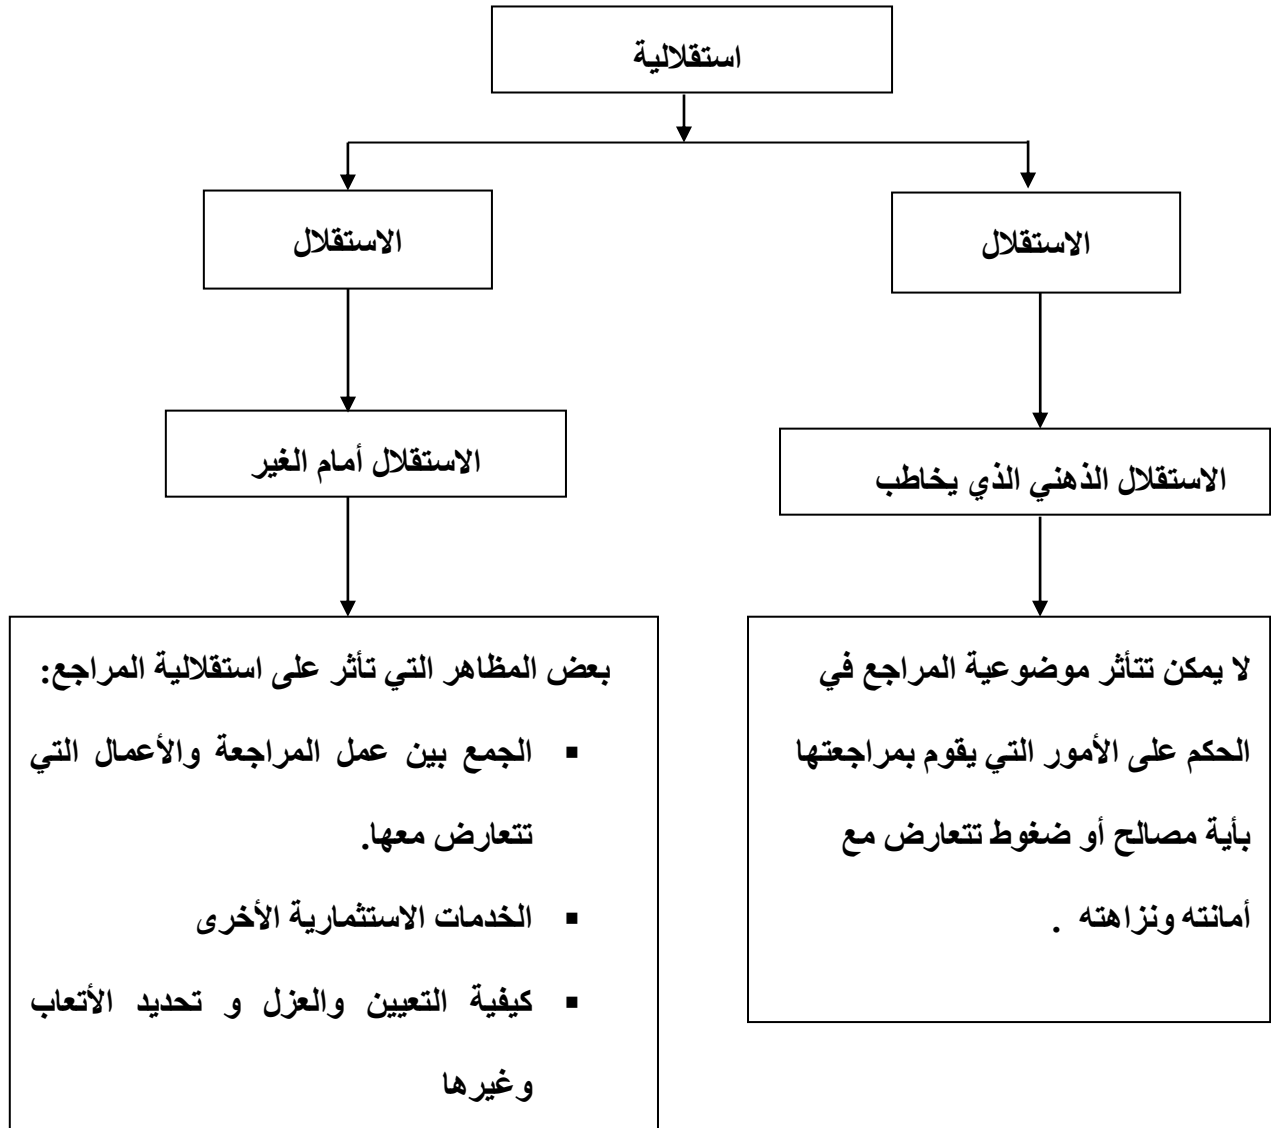 استقلالية
الاستقلال
الاستقلال
الاستقلال الذهني الذي يخاطب
الاستقلال أمام الغير
لا يمكن تتأثر موضوعية المراجع في
الحكم على الأمور التي يقوم بمراجعتها
بأية مصالح أو ضغوط تتعارض مع
أمانته ونزاهته .
بعض المظاهر التي تأثر على استقلالية المراجع:
▪ الجمع بين عمل المراجعة والأعمال التي
تتعارض معها.
▪ الخدمات الاستثمارية الأخرى
▪ كيفية التعيين والعزل و تحديد الأتعاب
وغيرها